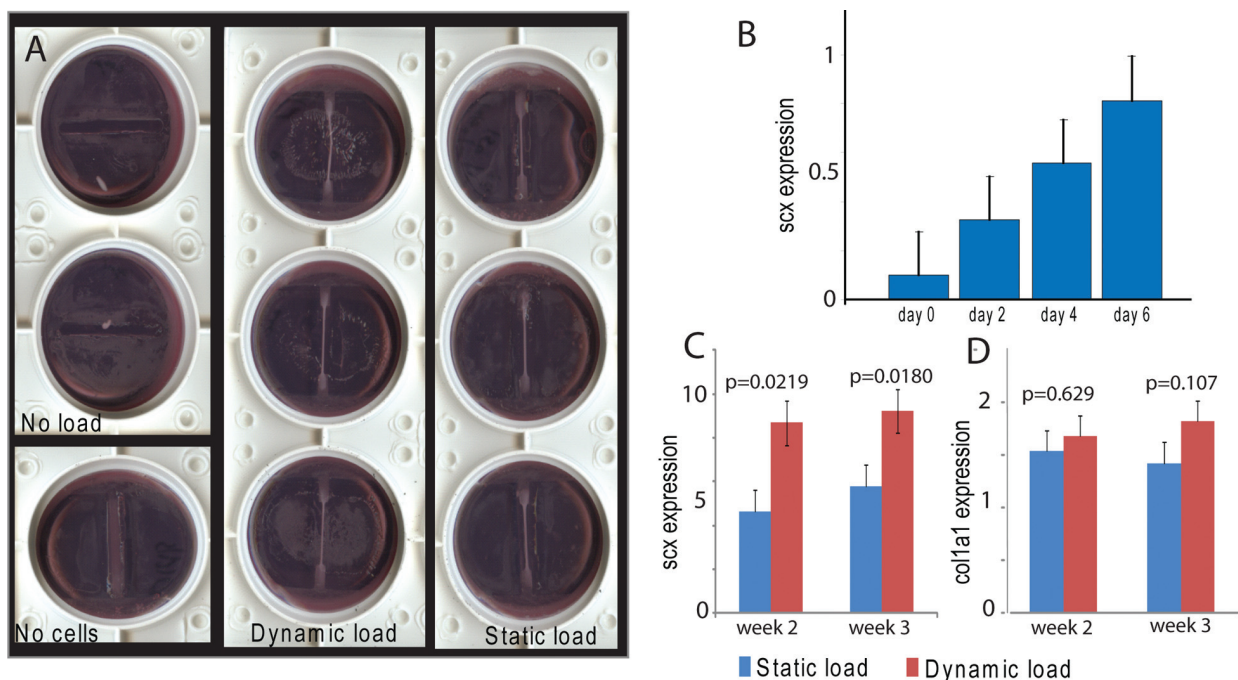 A
No load
No cells
Dynamic load
Static load
B
scx expression
1
0.5
0
day 0
day 2
day 4
day 6
C
scx expression
10
5
0
p=0.0219
p=0.0180
week 2
week 3
D
col1a1 expression
2
1
0
p=0.629
p=0.107
week 2
week 3
Static load
Dynamic load